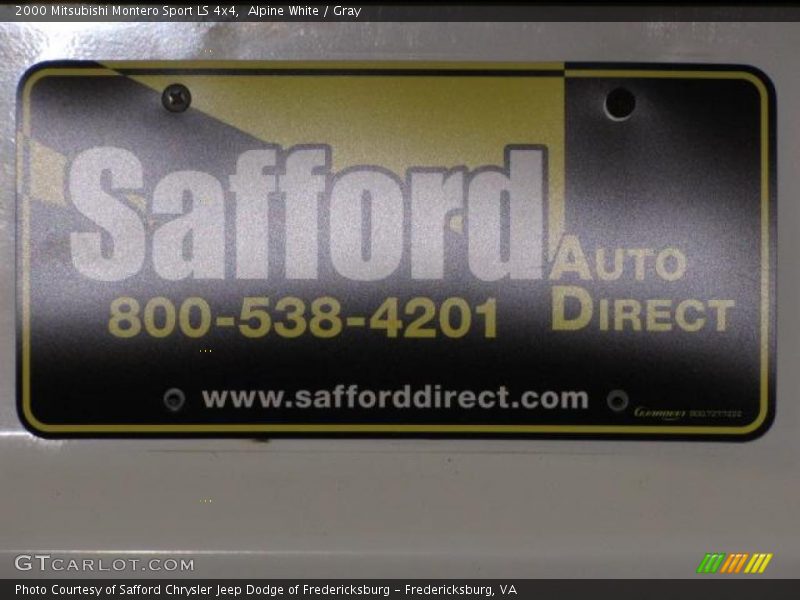 2000 Mitsubishi Montero Sport LS 4x4, Alpine White / Gray
Safford
AUTO
DIRECT
800-538-4201
www.safforddirect.com
GTCARLOT.COM
Photo Courtesy of Safford Chrysler Jeep Dodge of Fredericksburg – Fredericksburg, VA